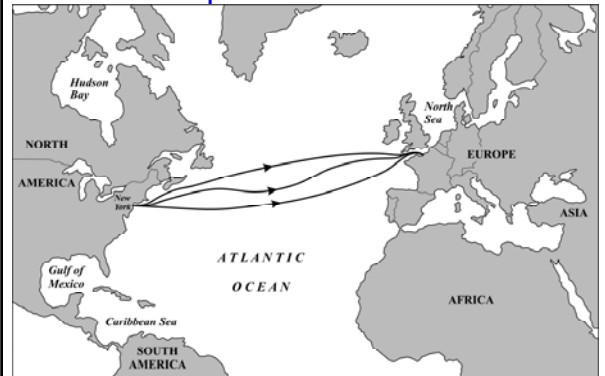 Hudson
Bay
North
Sea
NORTH
AMERICA
New
York
EUROPE
ASIA
ATLANTIC
OCEAN
Gulf of
Mexico
Caribbean Sea
AFRICA
SOUTH
AMERICA